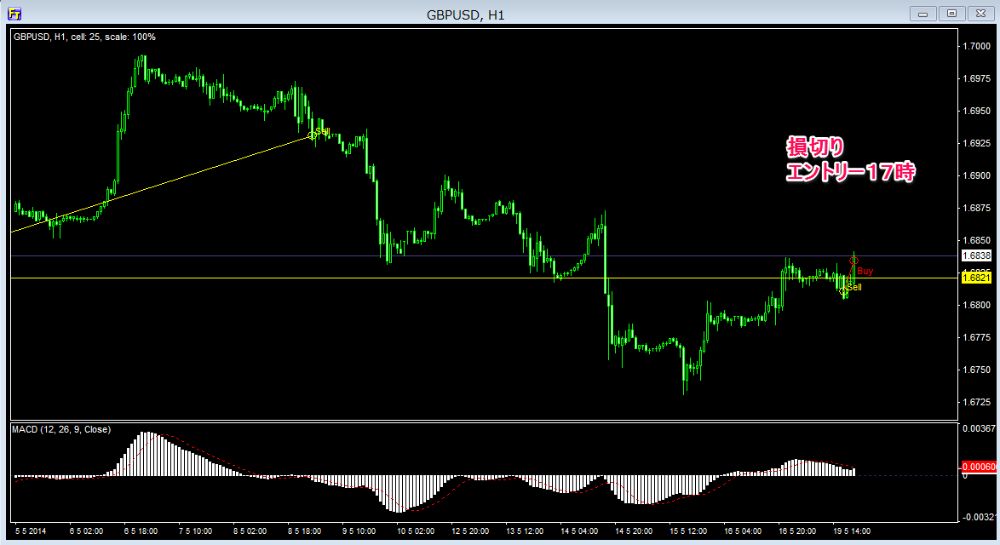 GBPUSD, H1
GBPUSD, H1, cell: 25, scale: 100%
1.7000
1.6975
1.6950
1.6925
1.6900
1.6875
1.6850
1.6838
1.6821
1.6800
1.6775
1.6750
1.6725
Sell
損切り
エントリー17時
Buy
Sell
MACD (12, 26, 9, Close)
0.00367
0.000606
0
5 5 2014
6 5 02:00
6 5 18:00
7 5 10:00
8 5 02:00
8 5 18:00
9 5 10:00
10 5 02:00
12 5 20:00
13 5 12:00
14 5 04:00
14 5 20:00
15 5 12:00
16 5 04:00
16 5 20:00
19 5 14:00